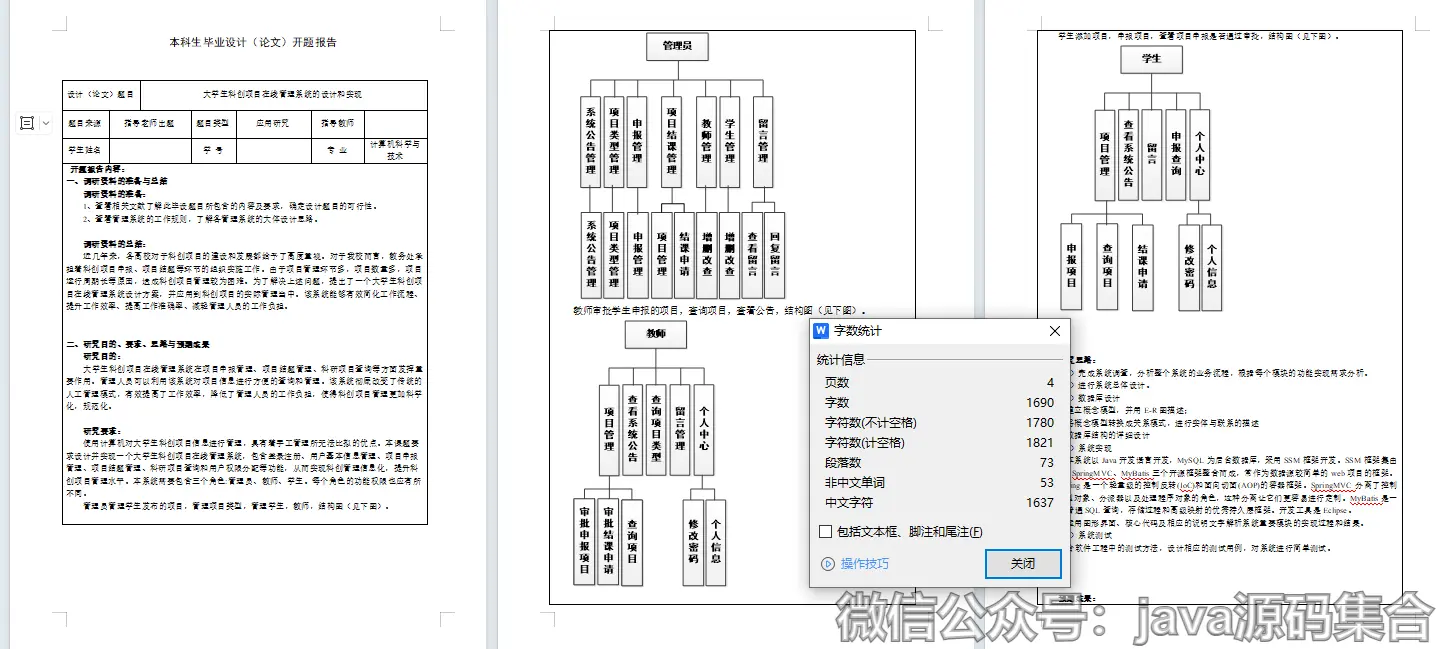 本科生毕业设计（论文）开题报告
设计（论文）题目 大学生科创项目在线管理系统的设计和实现
题目来源 指导老师出题 题目类型 应用研究 指导教师
学生姓名 学 号 专 业 计算机科学与技术
开题报告内容：
一、调研资料的准备与总结
调研资料的准备：
1、查看相关文献了解此毕设题目所包含的内容及要求，确定设计题目的可行性。
2、查看管理系统的工作规则，了解各管理系统的大体设计思路。
调研资料的总结：
近几年来，各高校对于科创项目的建设和发展都给予了高度重视。对于我校而言，教务处承
担着科创项目申报、项目结题等环节的组织实施工作。由于项目管理环节多，项目数量多，项目
运行周期长等原因，造成科创项目管理较为困难。为了解决上述问题，提出了一个大学生科创项
目在线管理系统设计方案，并应用到科创项目的实际管理当中。该系统能够有效简化工作流程、
提升工作效率、提高工作准确率、减轻管理人员的工作负担。
二、研究目的、要求、思路与预期成果
研究目的：
大学生科创项目在线管理系统在项目申报管理、项目结题管理、科研项目查询等方面发挥重
要作用。管理人员可以利用该系统对项目信息进行方便的查询和管理。该系统彻底改变了传统的
人工管理模式，有效提高了工作效率，降低了管理人员的工作负担，使得科创项目管理更加科学
化，规范化。
研究要求：
使用计算机对大学生科创项目信息进行管理，具有着手工管理所无法比拟的优点。本课题要
求设计并实现一个大学生科创项目在线管理系统，包含登录注册、用户基本信息管理、项目申报
管理、项目结题管理、科研项目查询和用户权限分配等功能，从而实际科创管理信息化，提升科
创项目管理水平。本系统需要包含三个角色:管理员、教师、学生。每个角色的功能权限也应有所
不同。
管理员管理学生发布的项目，项目类型管理，管理学生，教师，结构图（见下图）。
管理员
系统公告管理 项目类型管理 申报管理 项目结课管理 教师管理 学生管理 留言管理
系统公告管理 项目类型管理 申报管理 项目管理 结课申请 增删改查 增删改查 查看留言 回复留言
教师审批学生申报的项目，查询项目，查看公告，结构图（见下图）。
教师
项目管理 查看系统公告 查询项目类型 留言管理 个人中心
审批申报项目 审批结课申请 查询项目 修改密码 个人信息
学生添加项目，申报项目，查看项目申报是否通过审批，结构图（见下图）。
学生
项目管理 查看系统公告 留言 申报查询 个人中心
申报项目 查询项目 结课申请 修改密码 个人信息
思路：
完成系统调查，分析整个系统的业务流程，根据每个模块的功能实现需求分析。
进行系统总体设计。
数据库设计
建立概念模型，并用 E-R 图描述；
将概念模型转换成关系模式，进行实体与联系的描述
数据库结构的详细设计
系统实现
本系统以 Java 开发语言开发，MySQL 为后台数据库，采用 SSM 框架开发。SSM 框架集由
SpringMVC、MyBatis 三个开源框架整合而成，常作为数据源较简单的 web 项目的框架。
ing 是一个轻量级的控制反转(IoC)和面向切面(AOP)的容器框架。SpringMVC 分离了控制
对象、分派器以及处理程序对象的角色，这种分离让它们更容易进行定制。MyBatis 是一
普通 SQL 查询，存储过程和高级映射的优秀持久层框架。开发工具是 Eclipse。
用图形界面、核心代码及相应的说明文字解析系统重要模块的实现过程和结果。
系统测试
软件工程中的测试方法，设计相应的测试用例，对系统进行简单测试。
字数统计
统计信息
页数 4
字数 1690
字符数(不计空格) 1780
字符数(计空格) 1821
段落数 73
非中文单词 53
中文字符 1637
包括文本框、脚注和尾注(F)
操作技巧
关闭
微信公众号：java源码集合